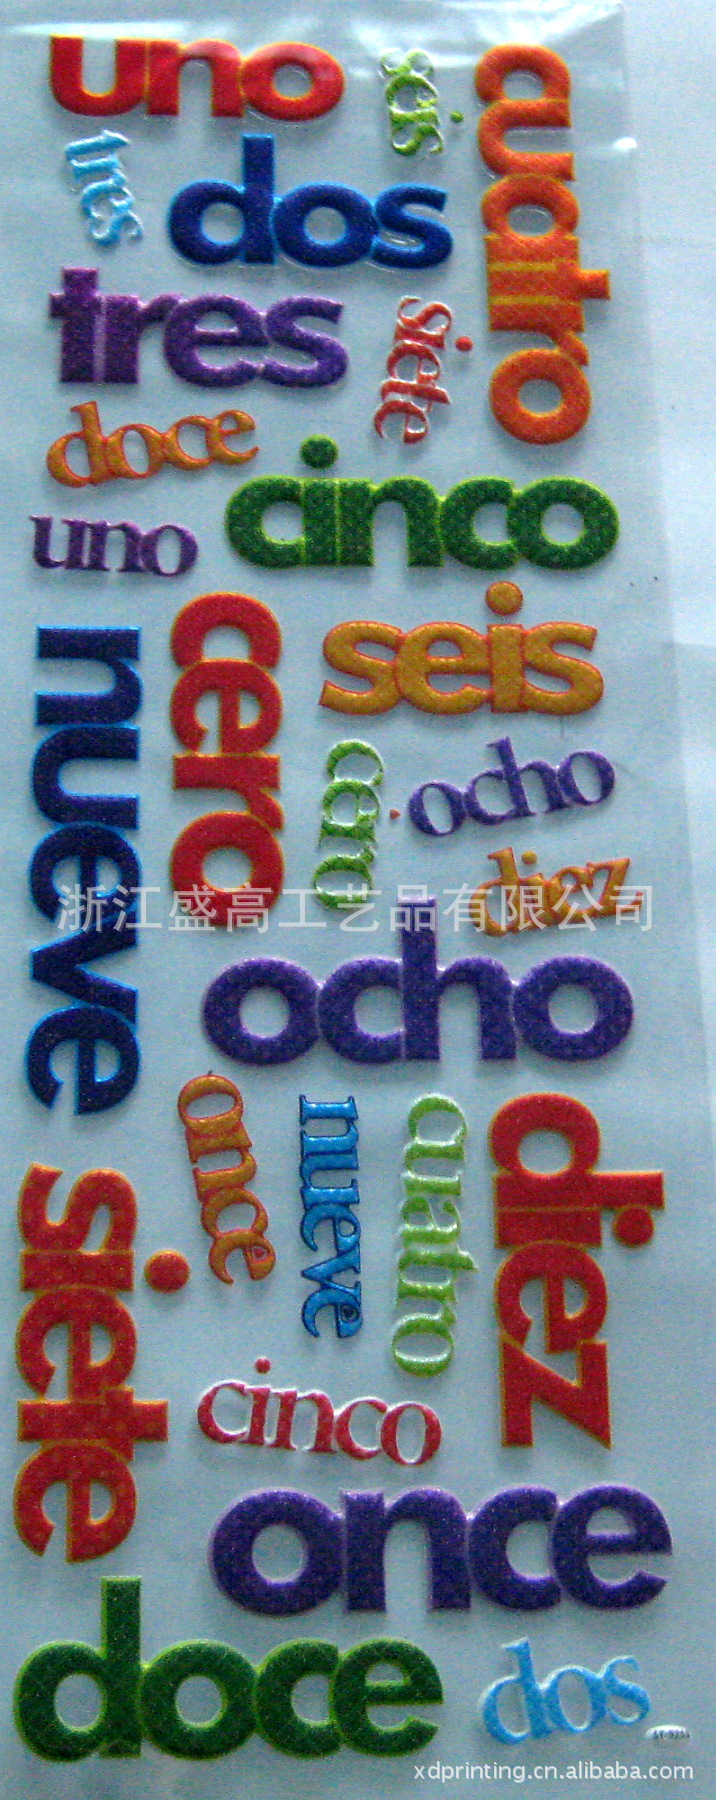 uno
seis
cuatro
tres
dos
tres
siete
doce
cinco
uno
nueve
cero
seis
cero
ocho
diez
浙江盛高工艺品有限公司
ocho
once
nueve
cuatro
diez
siete
cinco
once
doce
dos
xdprinting.cn.alibaba.com